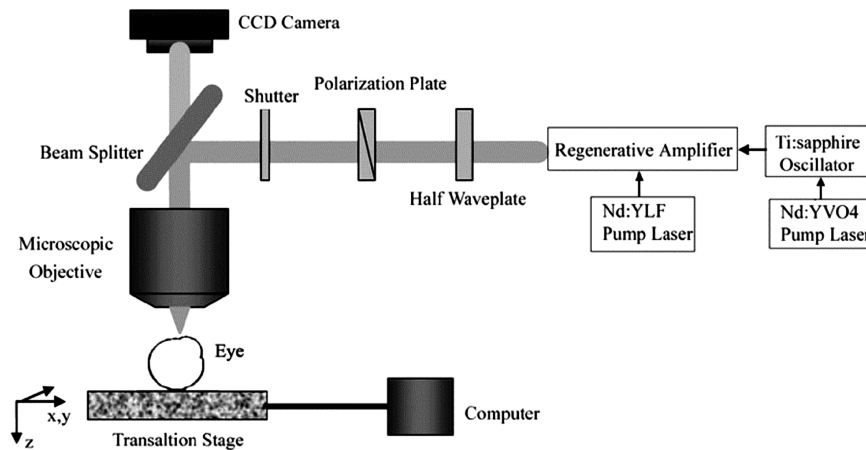 CCD Camera
Polarization Plate
Shutter
Beam Splitter
Regenerative Amplifier
Ti:sapphire
Oscillator
Half Waveplate
Nd:YLF
Pump Laser
Nd:YVO4
Pump Laser
Microscopic
Objective
Eye
x,y
z
Computer
Transaltion Stage